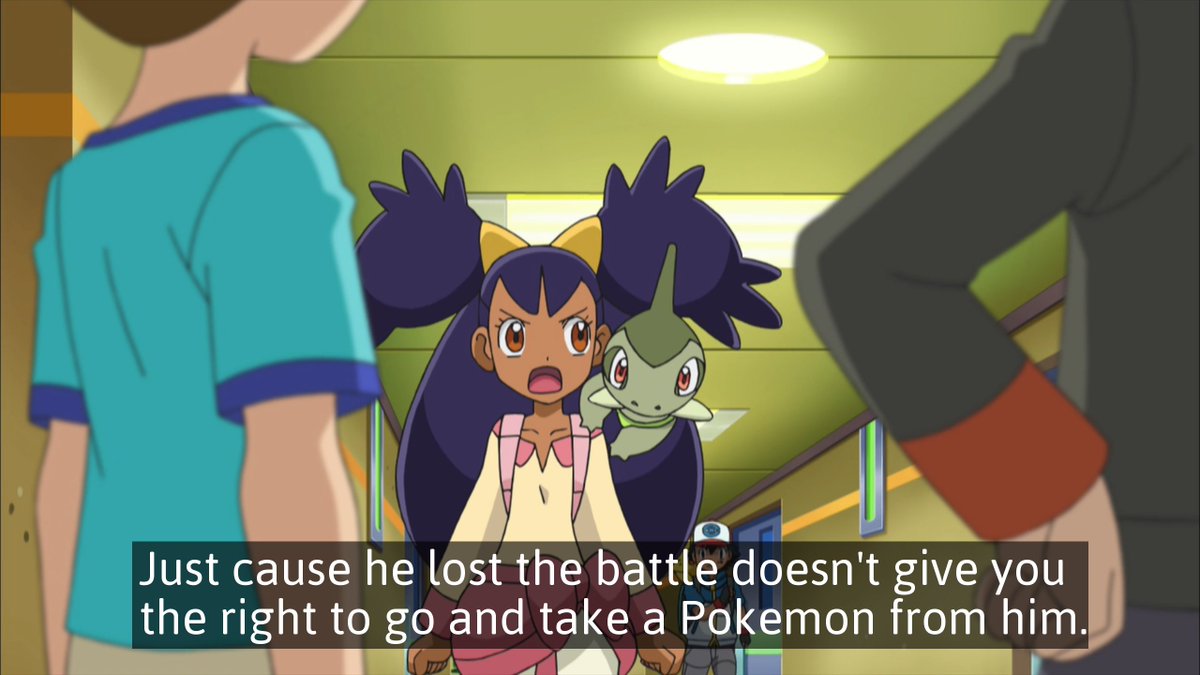 Just cause he lost the battle doesn't give you
the right to go and take a Pokemon from him.